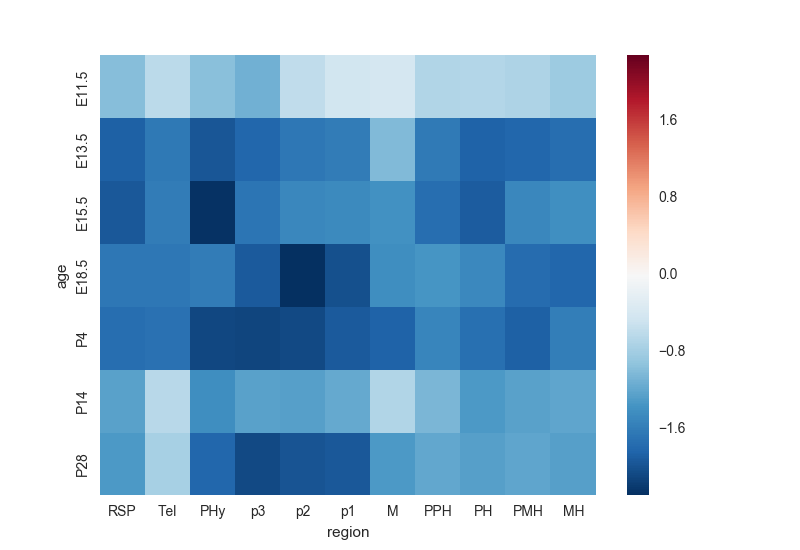 E11.5
E13.5
E15.5
E18.5
P4
P14
P28
age
RSP Tel PHy p3 p2 p1 M PPH PH PMH MH
region
1.6
0.8
0.0
−0.8
−1.6